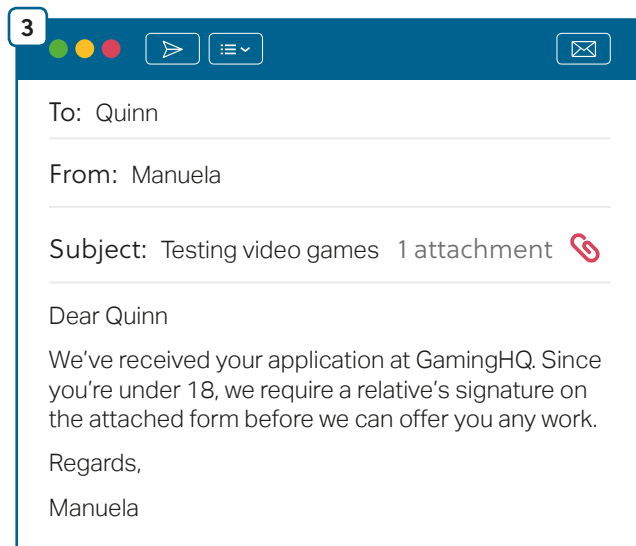 3
To: Quinn
From: Manuela
Subject: Testing video games 1 attachment
Dear Quinn
We've received your application at GamingHQ. Since
you're under 18, we require a relative's signature on
the attached form before we can offer you any work.
Regards,
Manuela